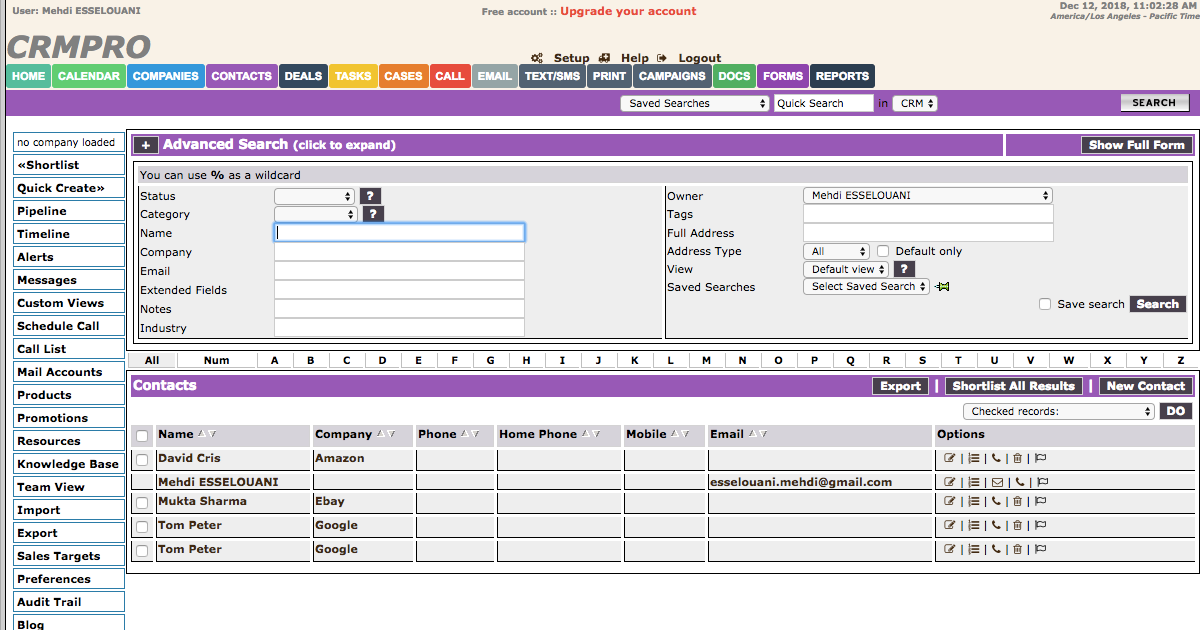 User: Mehdi ESSELOUANI
Free account :: Upgrade your account
Dec 12, 2018, 11:02:28 AM
America/Los Angeles - Pacific Time
CRMPRO
Setup Help Logout
HOME CALENDAR COMPANIES CONTACTS DEALS TASKS CASES CALL EMAIL TEXT/SMS PRINT CAMPAIGNS DOCS FORMS REPORTS
Saved Searches Quick Search in CRM SEARCH
no company loaded
«Shortlist
Quick Create»
Pipeline
Timeline
Alerts
Messages
Custom Views
Schedule Call
Call List
Mail Accounts
Products
Promotions
Resources
Knowledge Base
Team View
Import
Export
Sales Targets
Preferences
Audit Trail
Blog
+ Advanced Search (click to expand) Show Full Form
You can use % as a wildcard
Status ?
Category ?
Name
Company
Email
Extended Fields
Notes
Industry
Owner Mehdi ESSELOUANI
Tags
Full Address
Address Type All Default only
View Default view ?
Saved Searches Select Saved Search
Save search Search
All Num A B C D E F G H I J K L M N O P Q R S T U V W X Y Z
Contacts Export | Shortlist All Results | New Contact
Checked records: DO
Name Company Phone Home Phone Mobile Email Options
David Cris Amazon
Mehdi ESSELOUANI esselouani.mehdi@gmail.com
Mukta Sharma Ebay
Tom Peter Google
Tom Peter Google